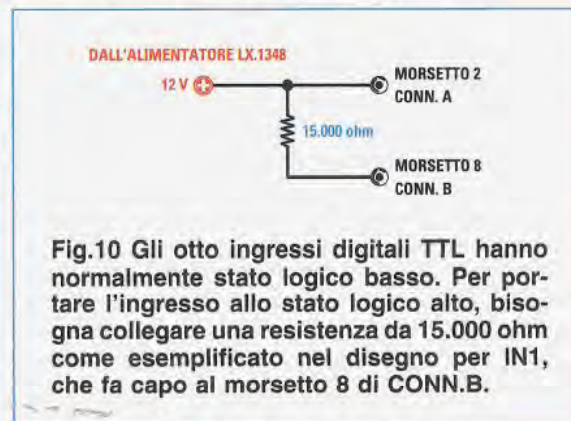 DALL'ALIMENTATORE LX.1348
12 V
MORSETTO 2
CONN. A
15.000 ohm
MORSETTO 8
CONN. B
Fig.10 Gli otto ingressi digitali TTL hanno
normalmente stato logico basso. Per por-
tare l'ingresso allo stato logico alto, biso-
gna collegare una resistenza da 15.000 ohm
come esemplificato nel disegno per IN1,
che fa capo al morsetto 8 di CONN.B.